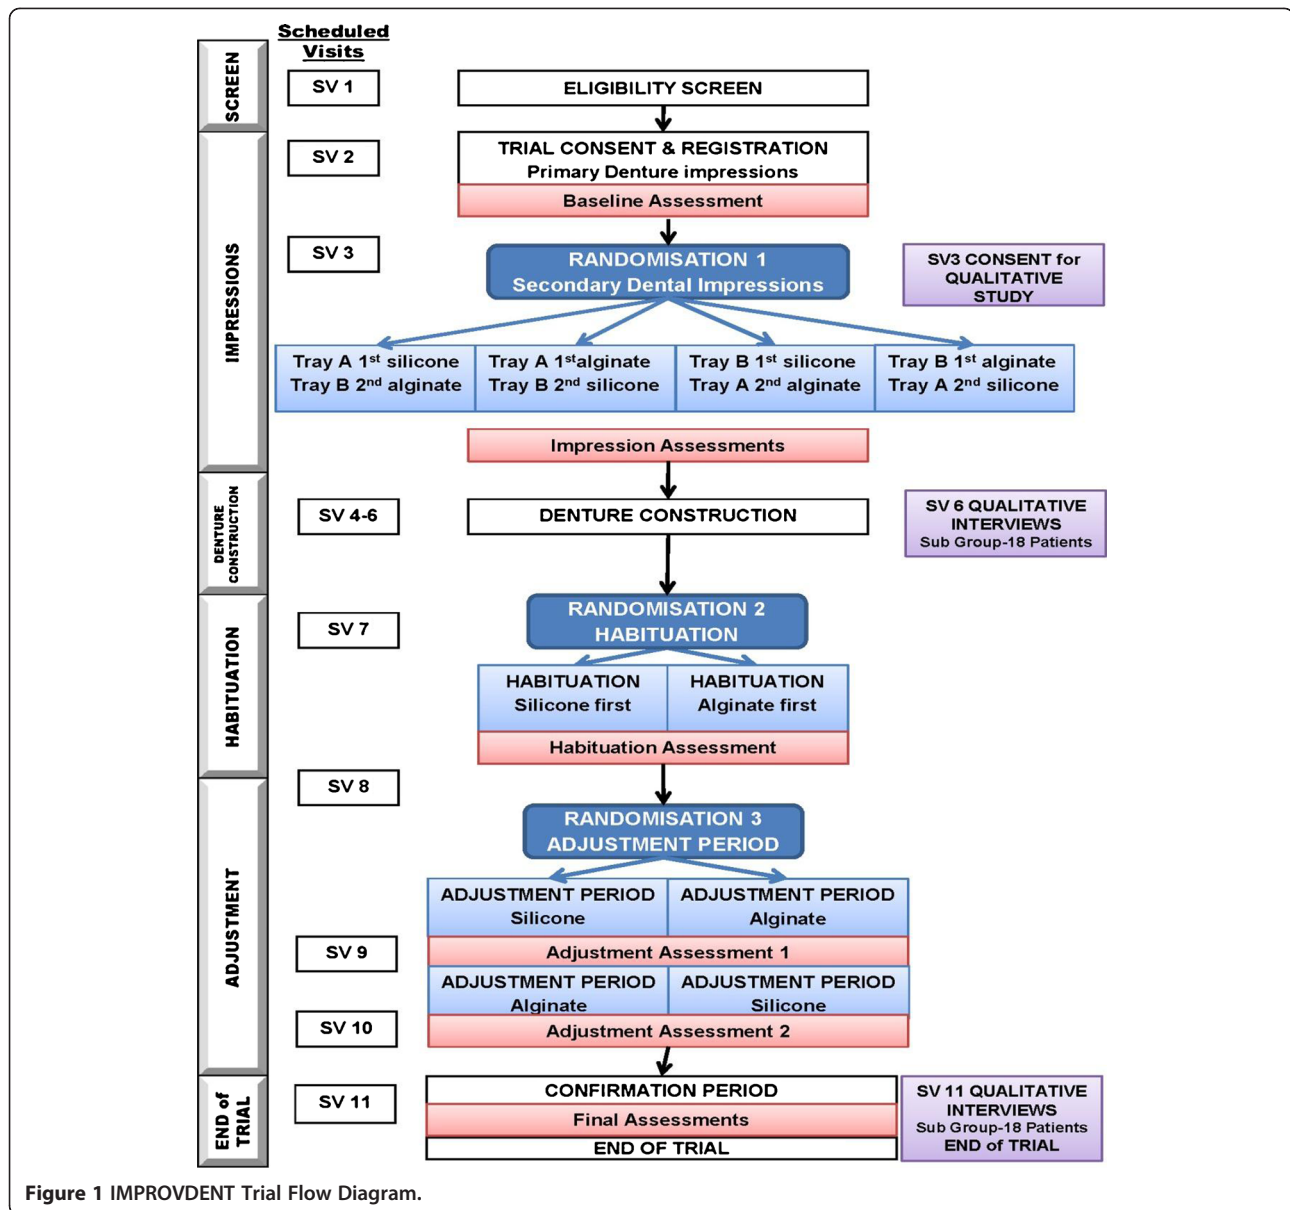 Scheduled
Visits
SCREEN
SV 1
ELIGIBILITY SCREEN
IMPRESSIONS
SV 2
TRIAL CONSENT & REGISTRATION
Primary Denture impressions
Baseline Assessment
SV 3
RANDOMISATION 1
Secondary Dental Impressions
SV3 CONSENT for
QUALITATIVE
STUDY
Tray A 1st silicone
Tray B 2nd alginate
Tray A 1stalginate
Tray B 2nd silicone
Tray B 1st silicone
Tray A 2nd alginate
Tray B 1st alginate
Tray A 2nd silicone
Impression Assessments
DENTURE
CONSTRUCTION
SV 4-6
DENTURE CONSTRUCTION
SV 6 QUALITATIVE
INTERVIEWS
Sub Group-18 Patients
HABITUATION
SV 7
RANDOMISATION 2
HABITUATION
HABITUATION
Silicone first
HABITUATION
Alginate first
Habituation Assessment
ADJUSTMENT
SV 8
RANDOMISATION 3
ADJUSTMENT PERIOD
ADJUSTMENT PERIOD
Silicone
ADJUSTMENT PERIOD
Alginate
SV 9
Adjustment Assessment 1
ADJUSTMENT PERIOD
Alginate
ADJUSTMENT PERIOD
Silicone
SV 10
Adjustment Assessment 2
END of
TRIAL
SV 11
CONFIRMATION PERIOD
Final Assessments
END OF TRIAL
SV 11 QUALITATIVE
INTERVIEWS
Sub Group-18 Patients
END of TRIAL
Figure 1 IMPROVDENT Trial Flow Diagram.